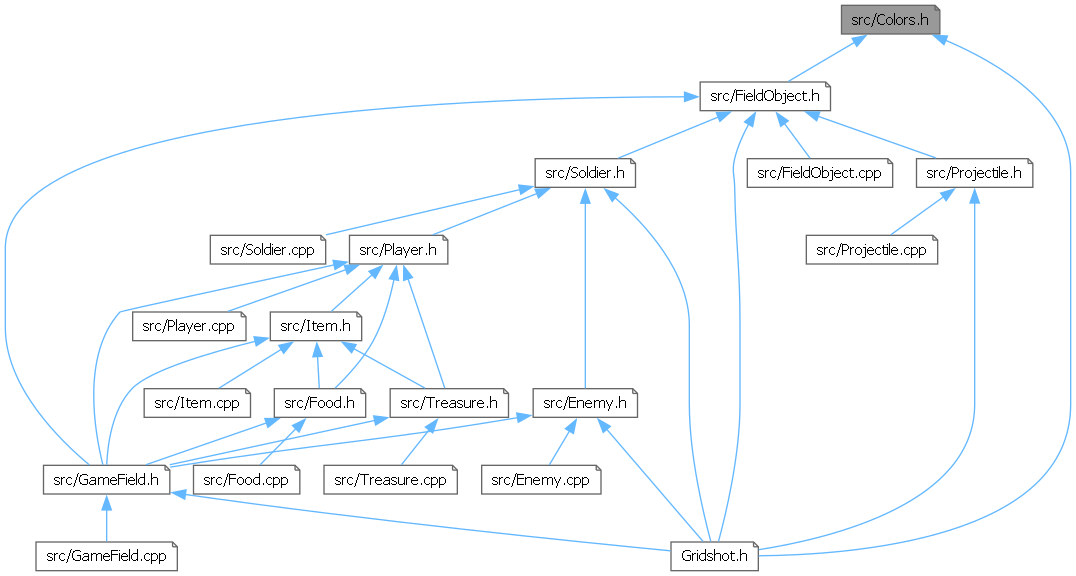 src/Colors.h
src/FieldObject.h
src/Soldier.h
src/FieldObject.cpp
src/Projectile.h
src/Soldier.cpp
src/Player.h
src/Projectile.cpp
src/Player.cpp
src/Item.h
src/Item.cpp
src/Food.h
src/Treasure.h
src/Enemy.h
src/GameField.h
src/Food.cpp
src/Treasure.cpp
src/Enemy.cpp
src/GameField.cpp
Gridshot.h